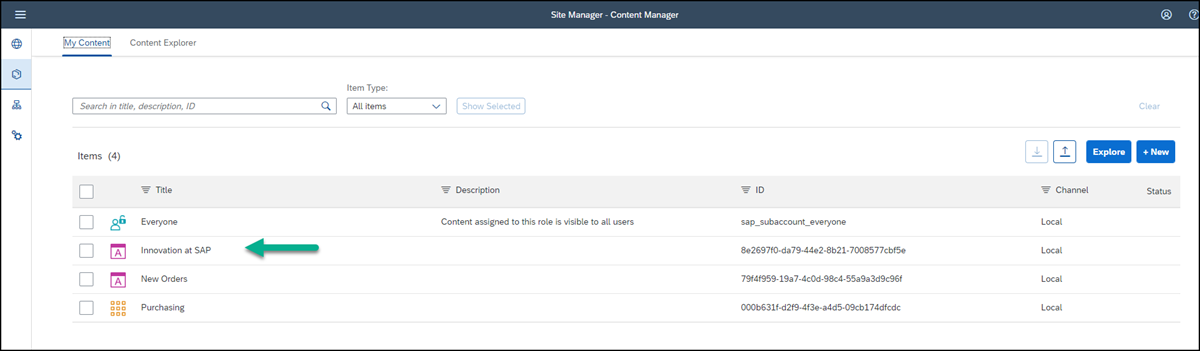 Site Manager - Content Manager
My Content Content Explorer
Item Type:
Search in title, description, ID All items Show Selected Clear
Items (4) Explore + New
Title Description ID Channel Status
Everyone Content assigned to this role is visible to all users sap_subaccount_everyone Local
A Innovation at SAP 8e2697f0-da79-44e2-8b21-7008577cbf5e Local
A New Orders 79f4f959-19a7-4c0d-98c4-55a9a3d9c96f Local
Purchasing 000b631f-d2f9-4f3e-a4d5-09cb174dfcdc Local